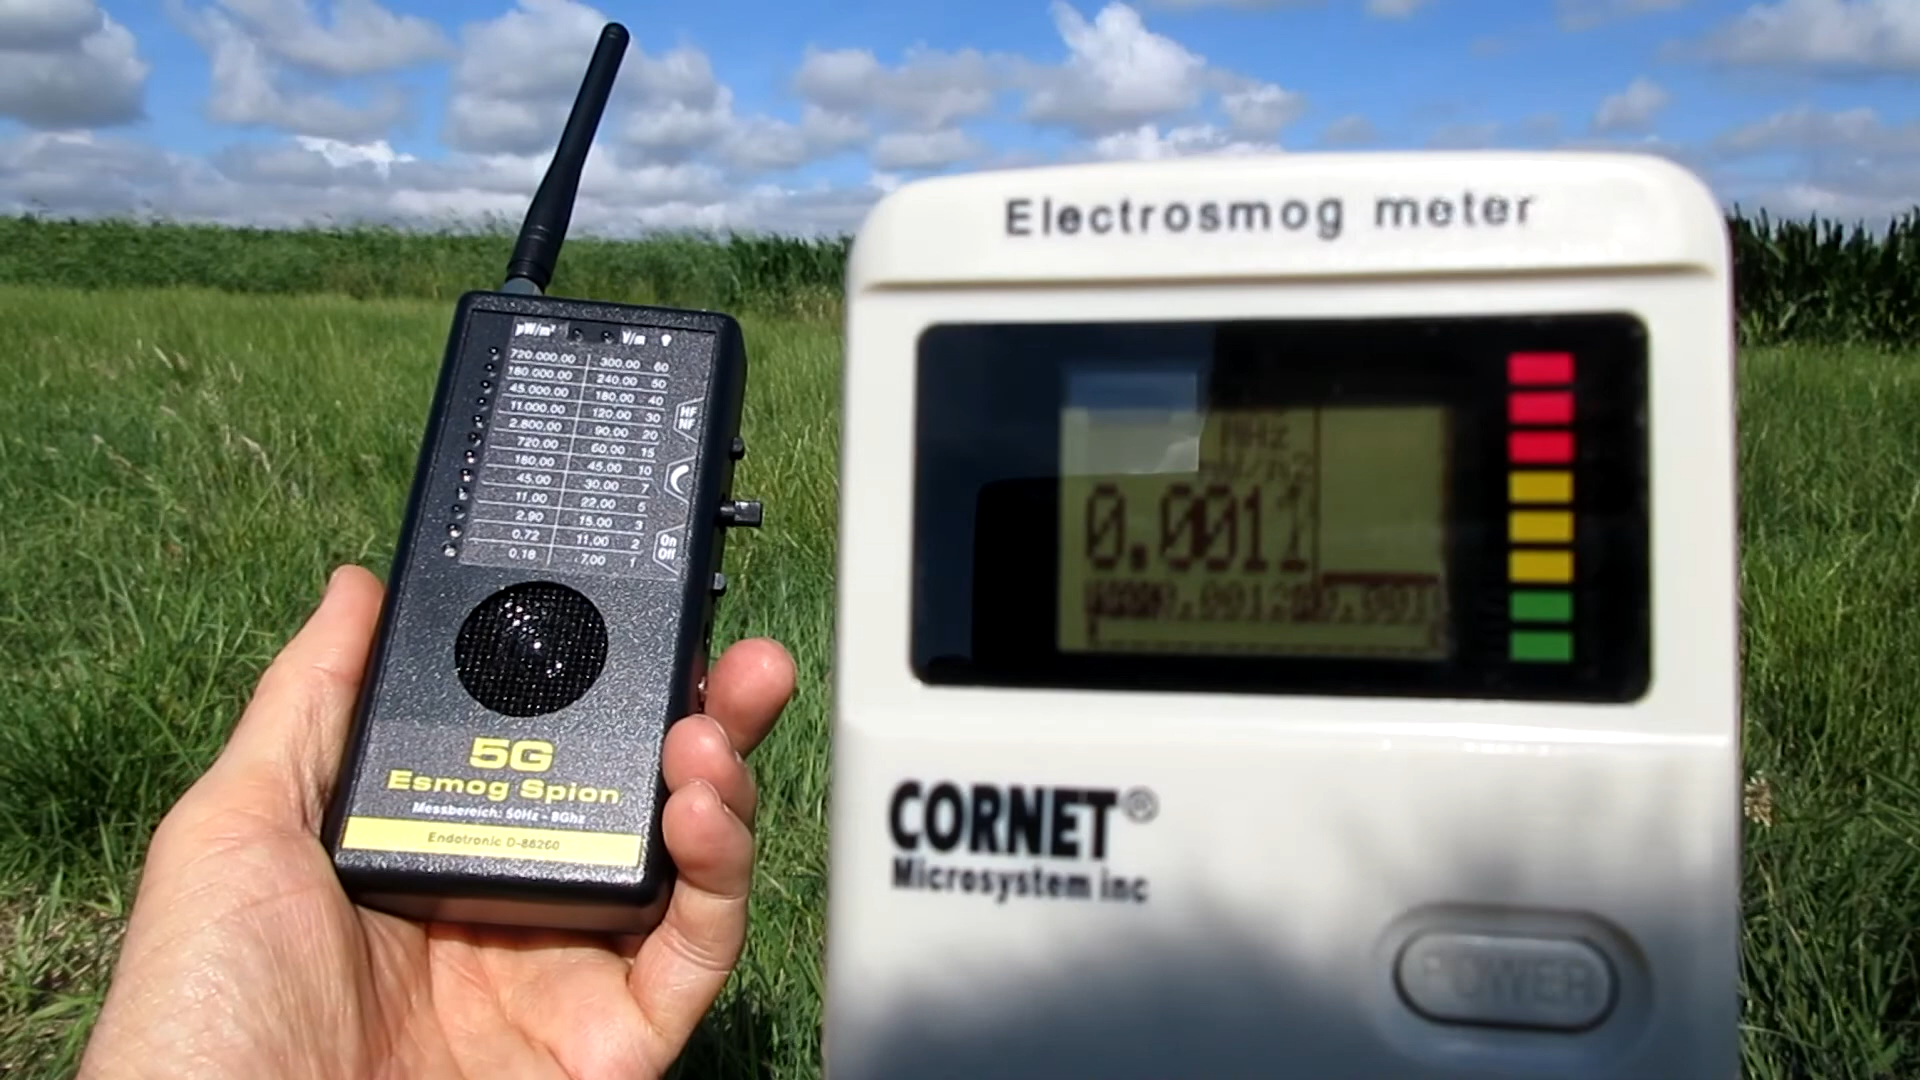 µW/m² V/m
720.000.00 300.00 60
180.000.00 240.00 50
45.000.00 180.00 40
11.000.00 120.00 30
2.800.00 90.00 20
720.00 60.00 15
180.00 45.00 10
45.00 30.00 7
11.00 22.00 5
2.90 15.00 3
0.72 11.00 2
0.18 7.00 1
HF
NF
On
Off
5G
Esmog Spion
Messbereich: 50Hz - 8Ghz
Endotronic D-88260
Electrosmog meter
MHz
0.0011
CORNET®
Microsystem inc
POWER